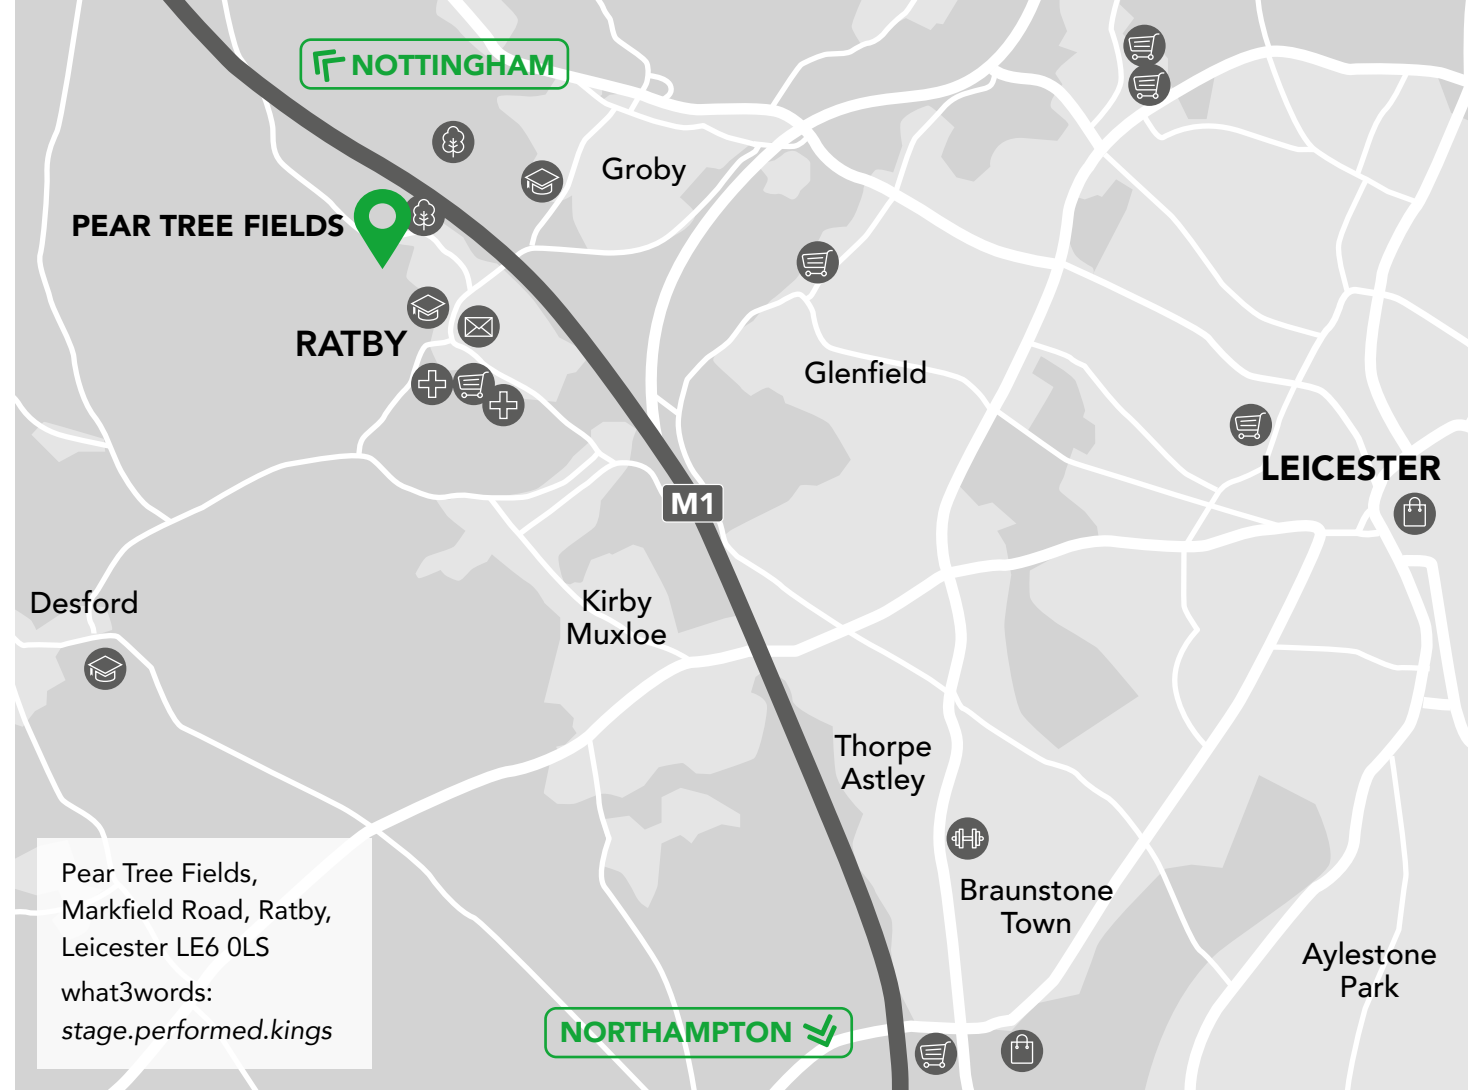 NOTTINGHAM
Groby
PEAR TREE FIELDS
RATBY
Glenfield
LEICESTER
M1
Desford
Kirby
Muxloe
Thorpe
Astley
Braunstone
Town
Aylestone
Park
Pear Tree Fields,
Markfield Road, Ratby,
Leicester LE6 0LS
what3words:
stage.performed.kings
NORTHAMPTON